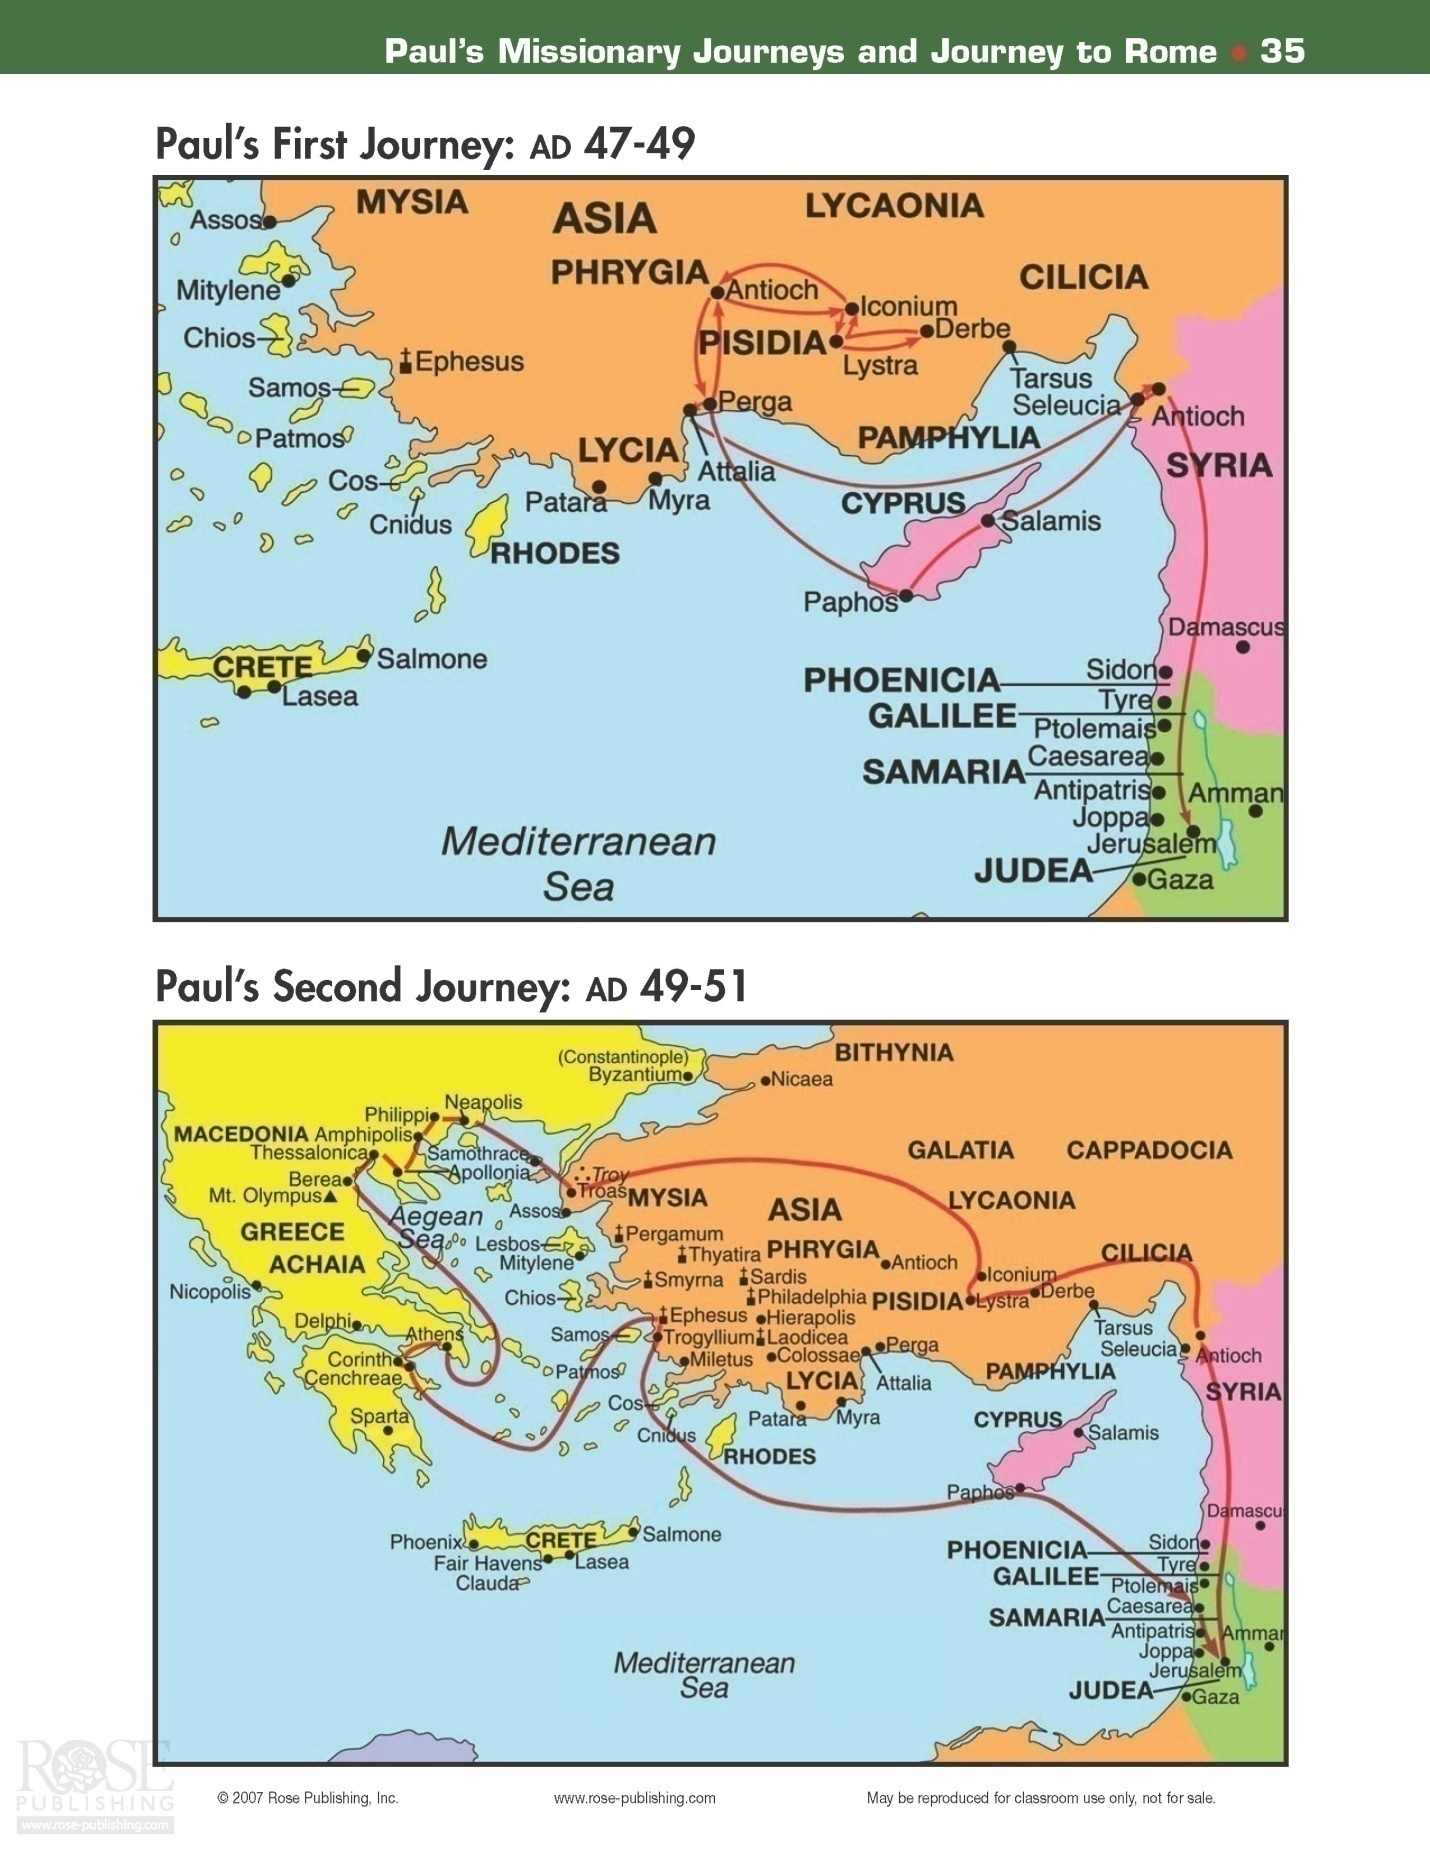 Paul's Missionary Journeys and Journey to Rome • 35
Paul's First Journey: AD 47-49
MYSIA
ASIA
LYCAONIA
Assos
PHRYGIA
CILICIA
Mitylene
Antioch
Iconium
Chios
PISIDIA
Derbe
Ephesus
Lystra
Samos
Tarsus
Perga
Seleucia
Antioch
Patmos
LYCIA
PAMPHYLIA
SYRIA
Cos
Attalia
Patara
Myra
CYPRUS
Cnidus
Salamis
RHODES
Paphos
Damascus
CRETE
Salmone
Sidon
PHOENICIA
Lasea
Tyre
GALILEE
Ptolemais
Caesarea
SAMARIA
Antipatris
Amman
Joppa
Mediterranean
Sea
Jerusalem
JUDEA
Gaza
Paul's Second Journey: AD 49-51
(Constantinople)
Byzantium
BITHYNIA
Nicaea
Neapolis
Philippi
MACEDONIA
Amphipolis
Thessalonica
Samothrace
GALATIA
CAPPADOCIA
Apollonia
Berea
Troy
Troas
Mt. Olympus
MYSIA
LYCAONIA
Aegean
Sea
Assos
ASIA
GREECE
Pergamum
Lesbos
Mitylene
Thyatira
PHRYGIA
Antioch
CILICIA
ACHAIA
Smyrna
Sardis
Iconium
Nicopolis
Chios
Philadelphia
PISIDIA
Lystra
Derbe
Delphi
Ephesus
Hierapolis
Tarsus
Athens
Samos
Trogyllium
Laodicea
Perga
Seleucia
Antioch
Corinth
Cenchreae
Miletus
Colossae
Patmos
LYCIA
Attalia
PAMPHYLIA
SYRIA
Cos
Sparta
Patara
Myra
CYPRUS
Salamis
Cnidus
RHODES
Paphos
Damascu
Phoenix
CRETE
Salmone
Sidon
PHOENICIA
Fair Havens
Lasea
Tyre
GALILEE
Clauda
Ptolemais
Caesarea
SAMARIA
Antipatris
Amman
Joppa
Mediterranean
Sea
Jerusalem
JUDEA
Gaza
ROSE
PUBLISHING
www.rose-publishing.com
© 2007 Rose Publishing, Inc.
www.rose-publishing.com
May be reproduced for classroom use only, not for sale.